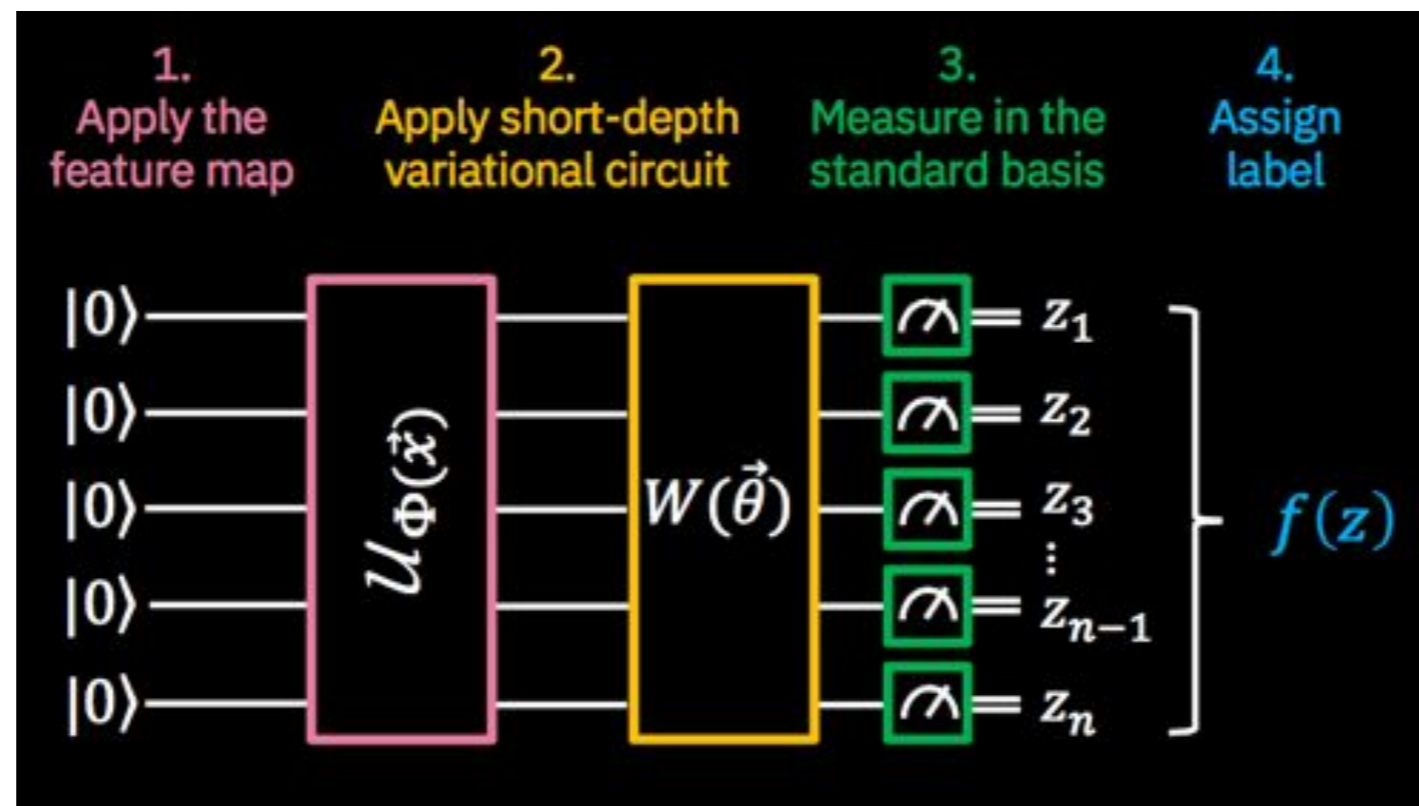 1.
Apply the
feature map
2.
Apply short-depth
variational circuit
3.
Measure in the
standard basis
4.
Assign
label
|0⟩
|0⟩
|0⟩
|0⟩
|0⟩
𝒰_Φ(x⃗)
W(θ⃗)
z₁
z₂
z₃
⋮
zₙ₋₁
zₙ
f(z)